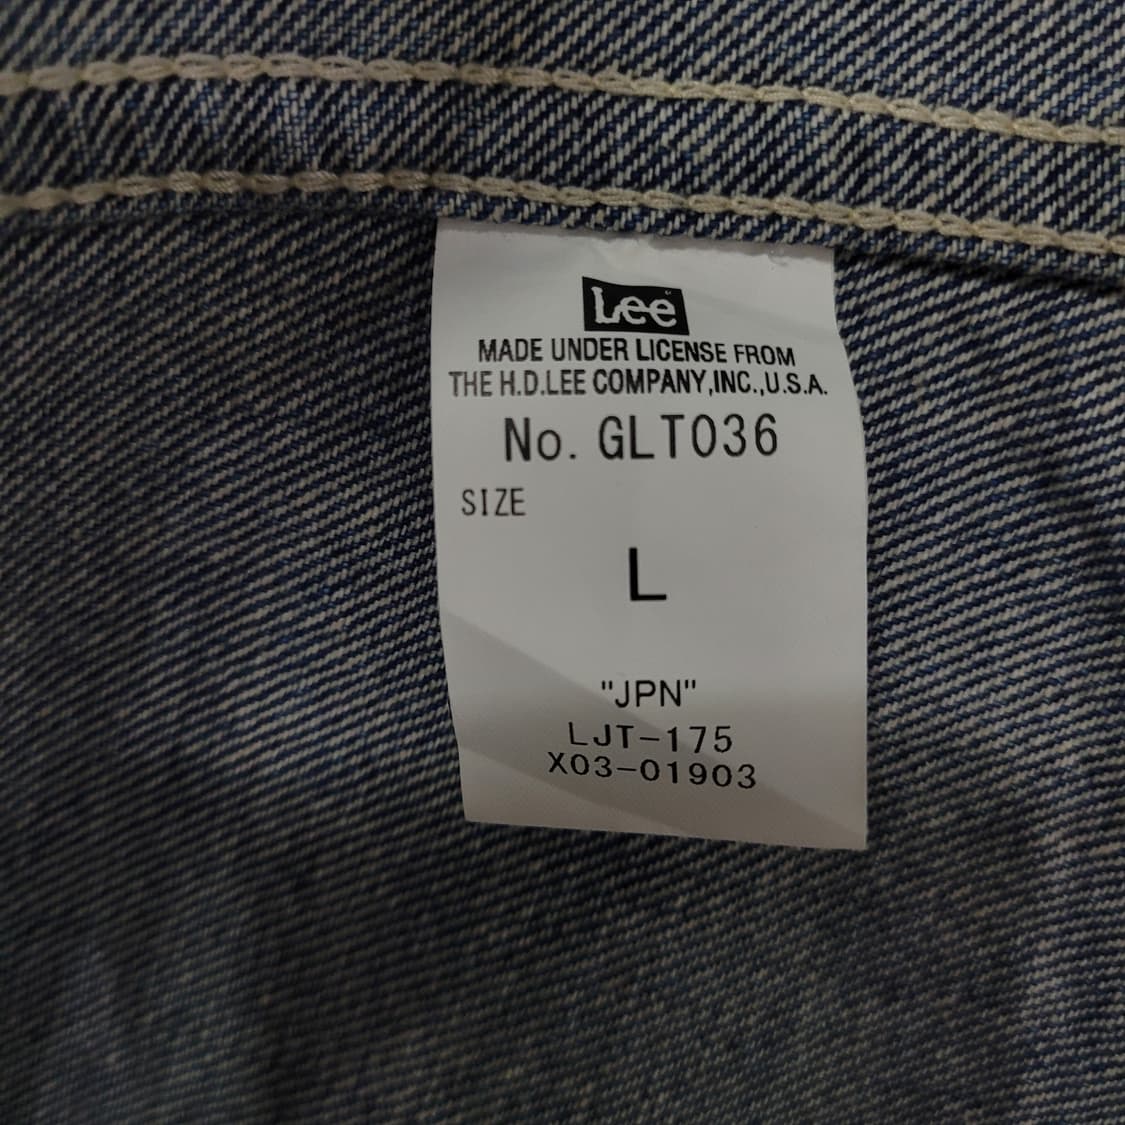 Lee
MADE UNDER LICENSE FROM
THE H.D.LEE COMPANY,INC.,U.S.A.
No. GLT036
SIZE
L
"JPN"
LJT-175
X03-01903